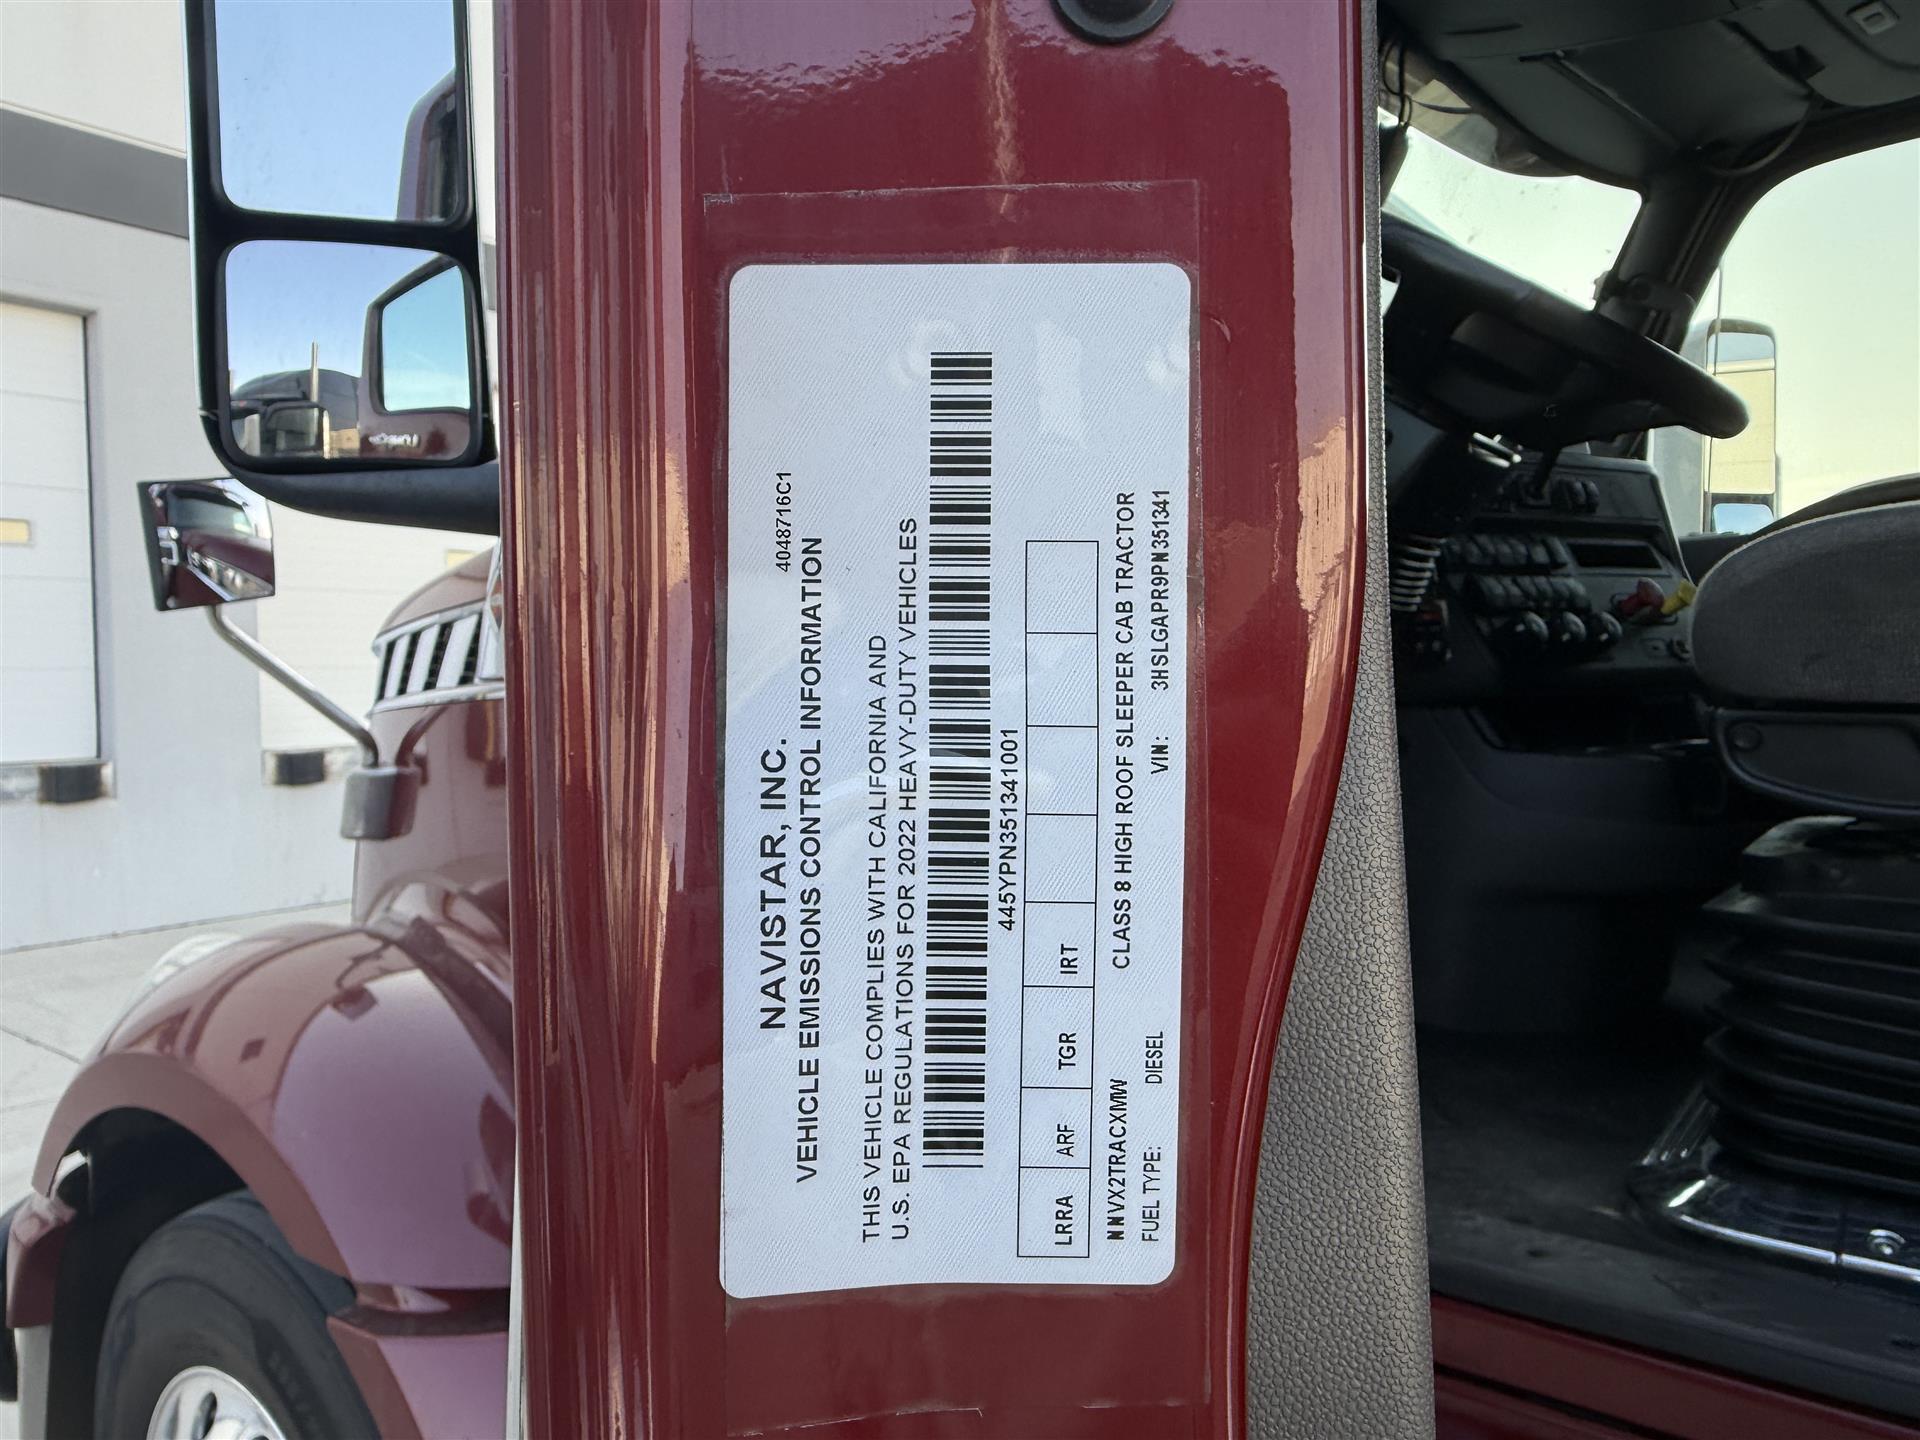 4048716C1
NAVISTAR, INC.
VEHICLE EMISSIONS CONTROL INFORMATION
THIS VEHICLE COMPLIES WITH CALIFORNIA AND
U.S. EPA REGULATIONS FOR 2022 HEAVY-DUTY VEHICLES
445YPN351341001
LRRA ARF TGR IRT
NNVX2TRACXMW CLASS 8 HIGH ROOF SLEEPER CAB TRACTOR
FUEL TYPE: DIESEL VIN: 3HSLGAPR9PN351341